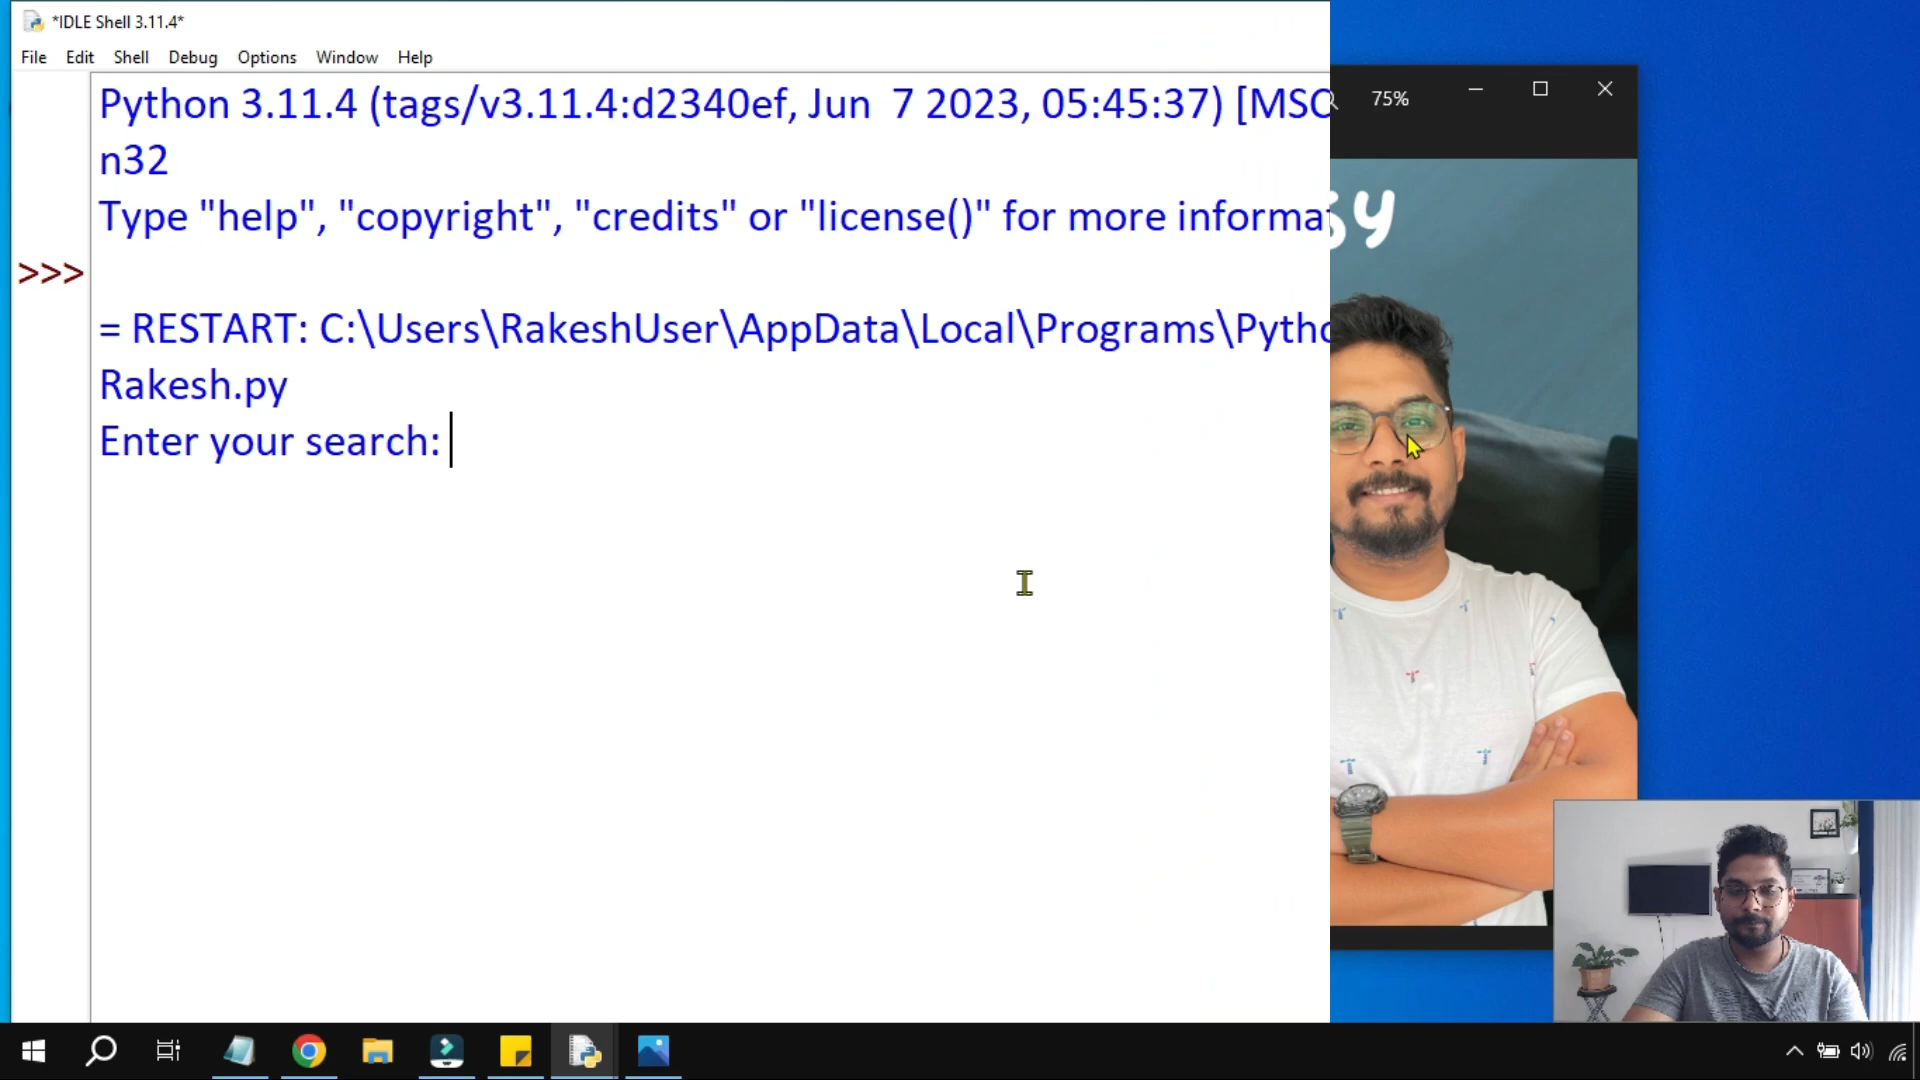 *IDLE Shell 3.11.4*
File Edit Shell Debug Options Window Help
Python 3.11.4 (tags/v3.11.4:d2340ef, Jun 7 2023, 05:45:37) [MSC
n32
Type "help", "copyright", "credits" or "license()" for more informa
>>>
= RESTART: C:\Users\RakeshUser\AppData\Local\Programs\Pytho
Rakesh.py
Enter your search:
75%
sy